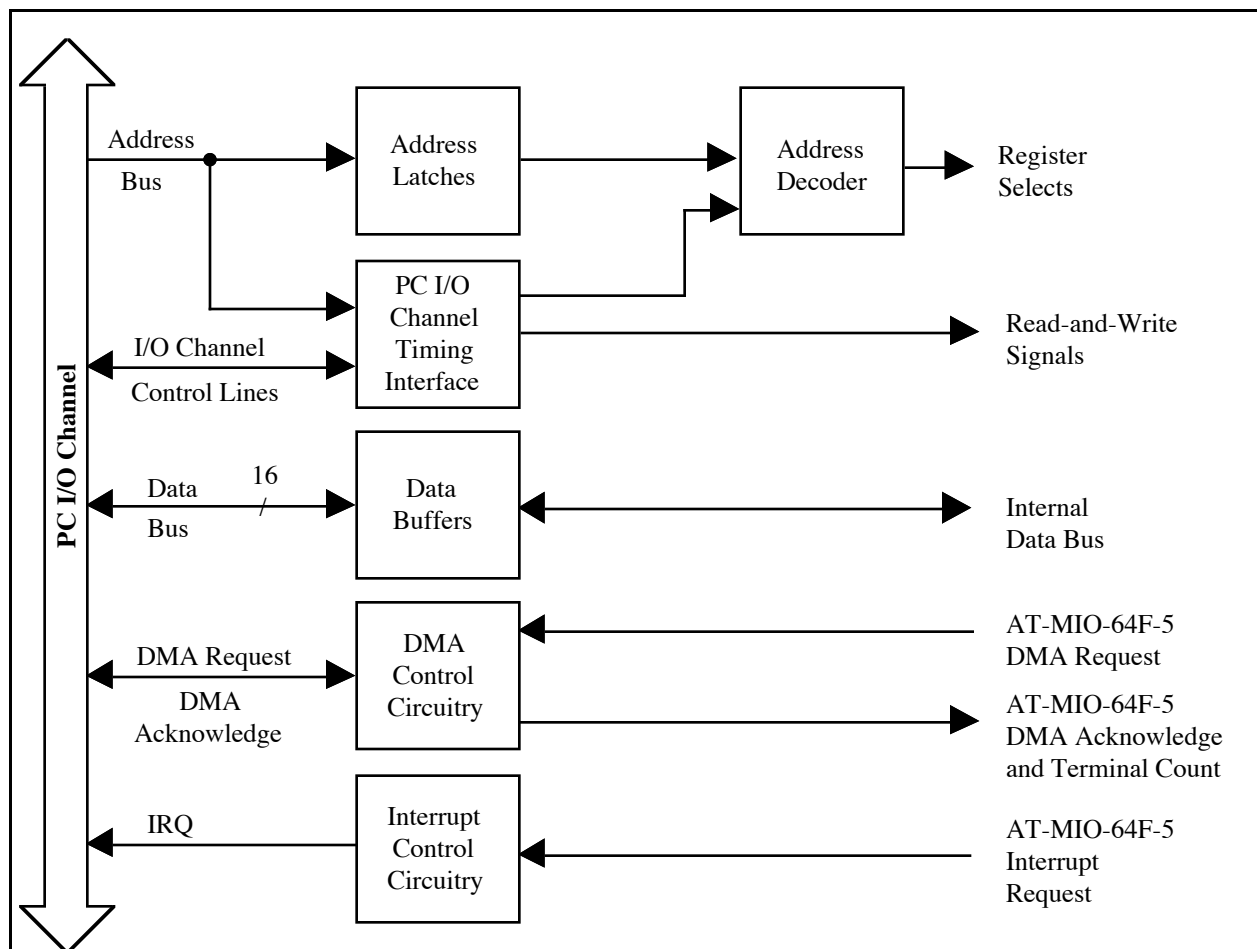 PC I/O Channel
Address
Bus
Address
Latches
Address
Decoder
Register
Selects
PC I/O
Channel
Timing
Interface
I/O Channel
Control Lines
Read-and-Write
Signals
Data
Bus
16
/
Data
Buffers
Internal
Data Bus
DMA Request
DMA
Acknowledge
DMA
Control
Circuitry
AT-MIO-64F-5
DMA Request
AT-MIO-64F-5
DMA Acknowledge
and Terminal Count
IRQ
Interrupt
Control
Circuitry
AT-MIO-64F-5
Interrupt
Request